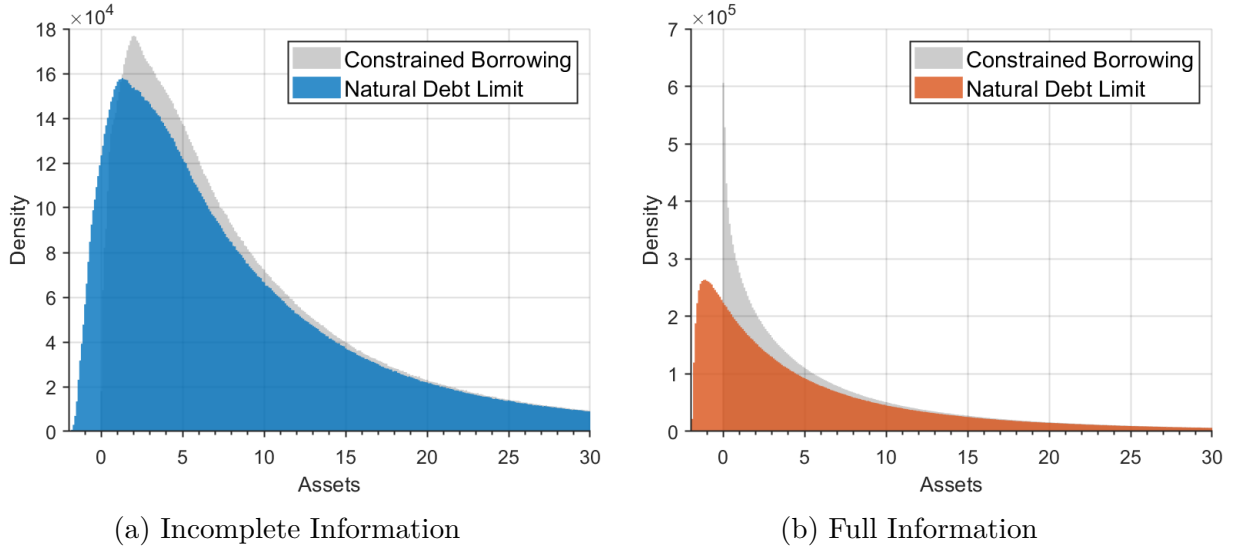 ×10⁴
18
16
14
12
10
8
6
4
2
0
Density
Constrained Borrowing
Natural Debt Limit
0 5 10 15 20 25 30
Assets
(a) Incomplete Information
×10⁵
7
6
5
4
3
2
1
0
Density
Constrained Borrowing
Natural Debt Limit
0 5 10 15 20 25 30
Assets
(b) Full Information